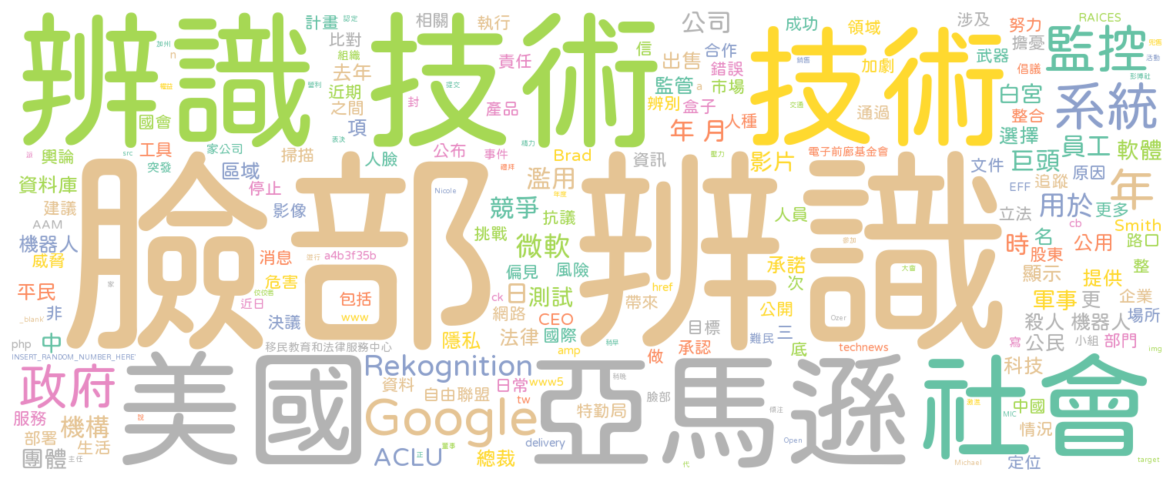 辨識技術
技術
監控
系統
臉部辨識
美國
亞馬遜
社會
政府
Google
Rekognition
ACLU
計畫
認定
相關
執行
公司
成功
領域
涉及
努力
RAICES
比對
組織
去年
近期
之間
責任
產品
封
信
出售
合作
錯誤
監管
市場
a
辨別
盒子
加劇
武器
擔憂
倡議
白宮
整合
通過
年
月
人種
選擇
員工
軟體
巨頭
國會
項
輿論
工具
突發
家公司
掃描
人臉
公布
事件
Brad
資訊
影片
電子前廊基金會
文件
原因
EFF
追蹤
年
資料庫
區域
停止
濫用
建議
影像
AAM
Nicole
競爭
抗議
人員
立法
用於
更多
cb
Smith
機器人
威脅
消息
a4b3f35b
挑戰
微軟
偏見
風險
承諾
次
時
名
股東
公用
路口
整
平民
非
近日
危害
包括
www
決議
隱私
ck
日
測試
網路
CEO
href
帶來
公開
顯示
提供
軍事
更
企業
場所
blank
php
中
移民教育和法律服務中心
法律
國際
amp
目標
難民
三
底
Ozer
殺人
機器人
寫
公民
小組
部門
technews
INSERT_RANDOM_NUMBER_HERE
做
承認
img
服務
部署
機構
生活
團體
主任
資料
自由聯盟
日常
www5
tw
特勤局
臉部
delivery
總裁
Open
科技
MIC
中國
情況
定位
target
Michael
代